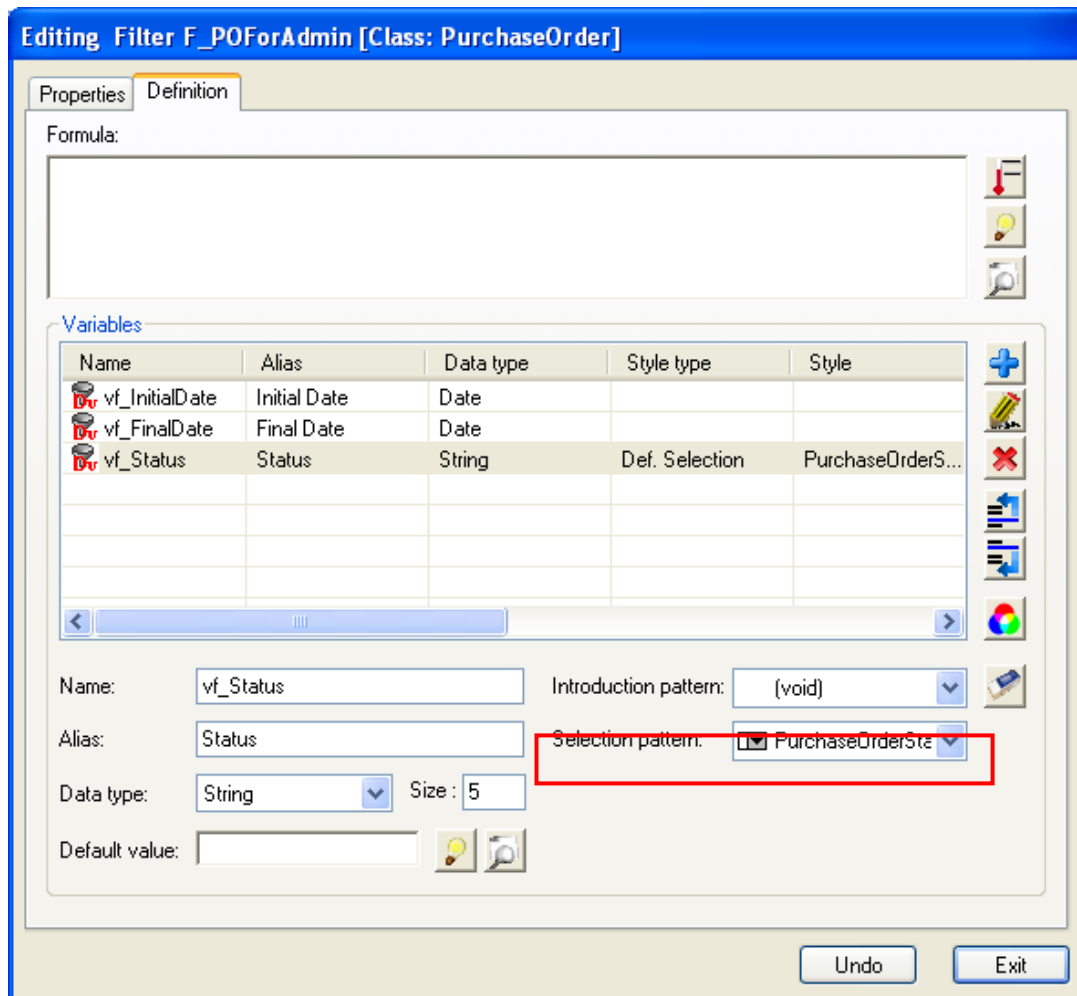 Editing Filter F_POForAdmin [Class: PurchaseOrder]
Properties Definition
Formula:
Variables
Name Alias Data type Style type Style
vf_InitialDate Initial Date Date
vf_FinalDate Final Date Date
vf_Status Status String Def. Selection PurchaseOrderS...
Name: vf_Status Introduction pattern: (void)
Alias: Status Selection pattern: PurchaseOrderSta
Data type: String Size : 5
Default value:
Undo Exit